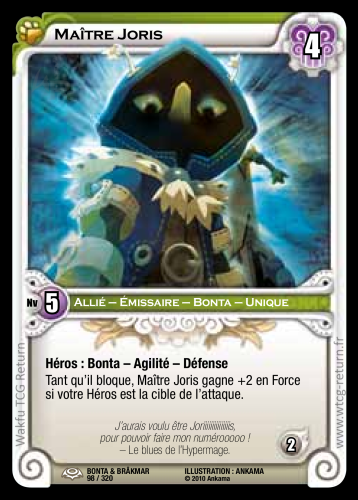 Maître Joris
4
Nv 5
Allié – Émissaire – Bonta – Unique
Héros : Bonta – Agilité – Défense
Tant qu'il bloque, Maître Joris gagne +2 en Force
si votre Héros est la cible de l'attaque.
J'aurais voulu être Joriiiiiiiiiiiiis,
pour pouvoir faire mon numérooooo !
– Le blues de l'Hypermage.
2
Wakfu TCG Return
www.wtcg-return.fr
BONTA & BRÂKMAR
98 / 320
ILLUSTRATION : ANKAMA
© 2010 Ankama